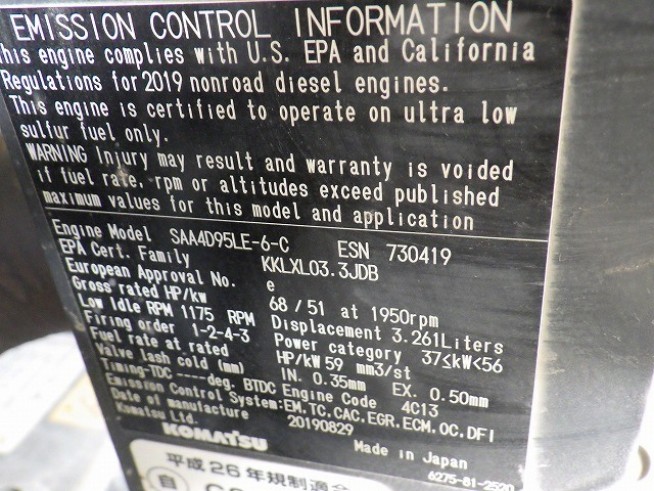 EMISSION CONTROL INFORMATION
This engine complies with U.S. EPA and California
Regulations for 2019 nonroad diesel engines.
This engine is certified to operate on ultra low
sulfur fuel only.
WARNING Injury may result and warranty is voided
if fuel rate. rpm or altitudes exceed published
maximum values for this model and application
Engine Model SAA4D95LE-6-C ESN 730419
EPA Cert. Family KKLXL03.3JDB
European Approval No. e
Gross rated HP/kw 68/51 at 1950rpm
Low Idle RPM 1175 RPM Displacement 3.261Liters
Firing order 1-2-4-3 Power category 37≤kW<56
Fuel rate at rated HP/kW 59 mm3/st
Valve lash cold (mm) IN. 0.35mm EX. 0.50mm
Timing-TDC ----deg. BTDC Engine Code 4C13
Emission Control System:EM,TC,CAC,EGR,ECM,OC,DFI
Date of manufacture 20190829
Komatsu Ltd. Made in Japan
KOMATSU 6275-81-2520
平成26年規制適合
自